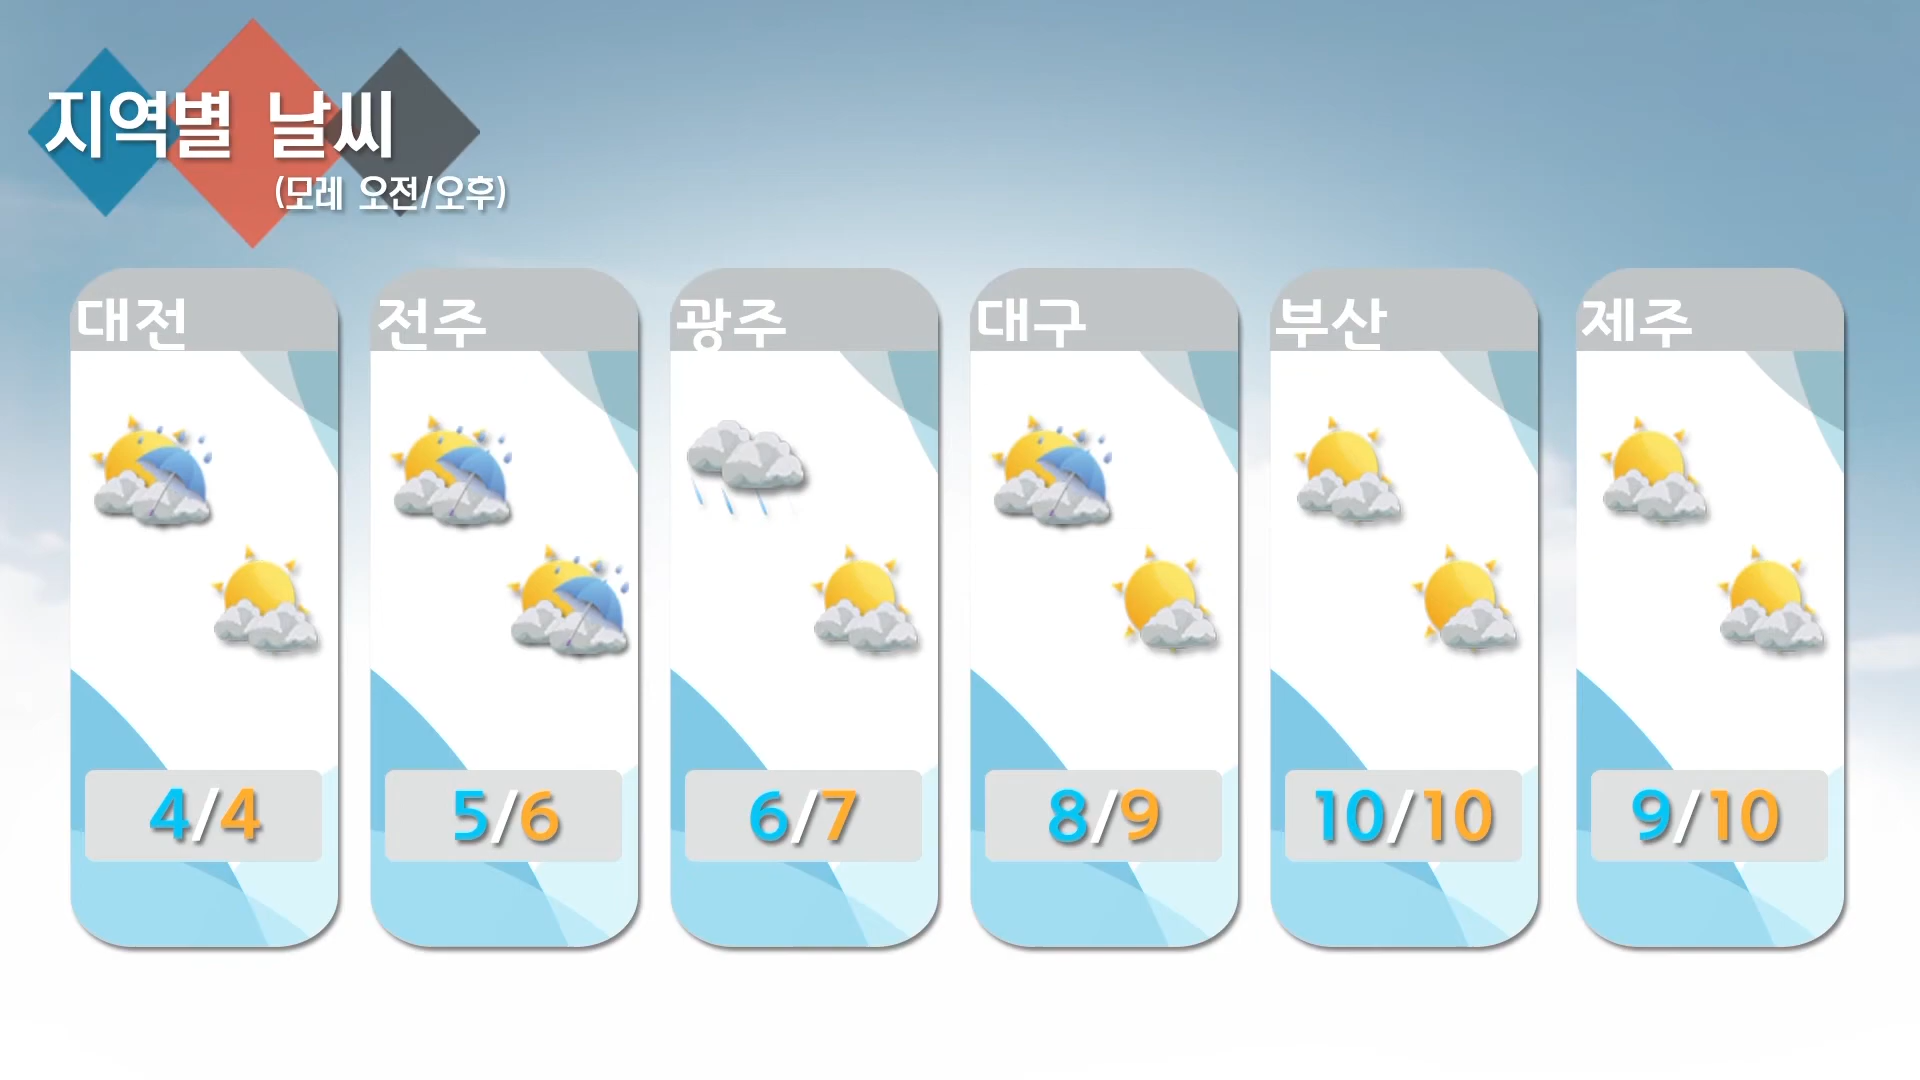 지역별 날씨
(모레 오전/오후)
대전 전주 광주 대구 부산 제주
4/4 5/6 6/7 8/9 10/10 9/10